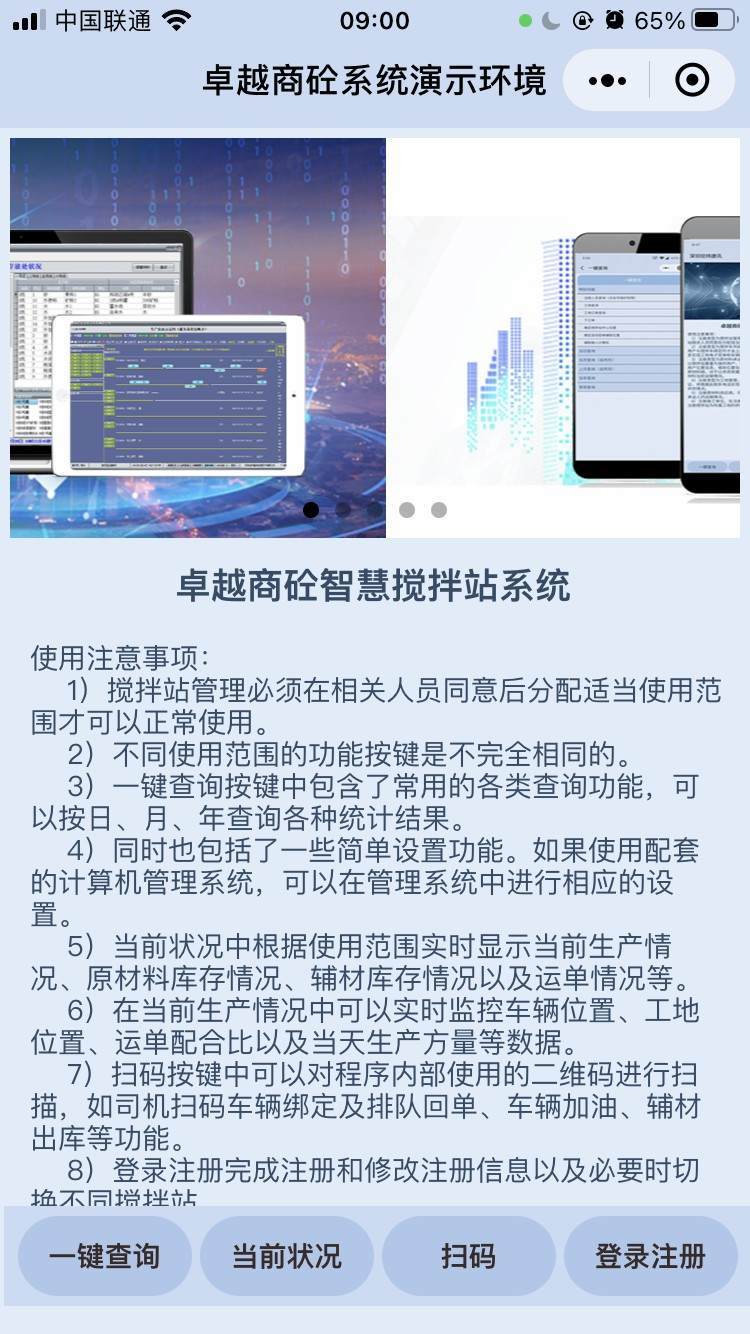 中国联通 09:00 65%
卓越商砼系统演示环境
卓越商砼智慧搅拌站系统
使用注意事项：
1）搅拌站管理必须在相关人员同意后分配适当使用范
围才可以正常使用。
2）不同使用范围的功能按键是不完全相同的。
3）一键查询按键中包含了常用的各类查询功能，可
以按日、月、年查询各种统计结果。
4）同时也包括了一些简单设置功能。如果使用配套
的计算机管理系统，可以在管理系统中进行相应的设
置。
5）当前状况中根据使用范围实时显示当前生产情
况、原材料库存情况、辅材库存情况以及运单情况等。
6）在当前生产情况中可以实时监控车辆位置、工地
位置、运单配合比以及当天生产方量等数据。
7）扫码按键中可以对程序内部使用的二维码进行扫
描，如司机扫码车辆绑定及排队回单、车辆加油、辅材
出库等功能。
8）登录注册完成注册和修改注册信息以及必要时切
换不同搅拌站
一键查询 当前状况 扫码 登录注册